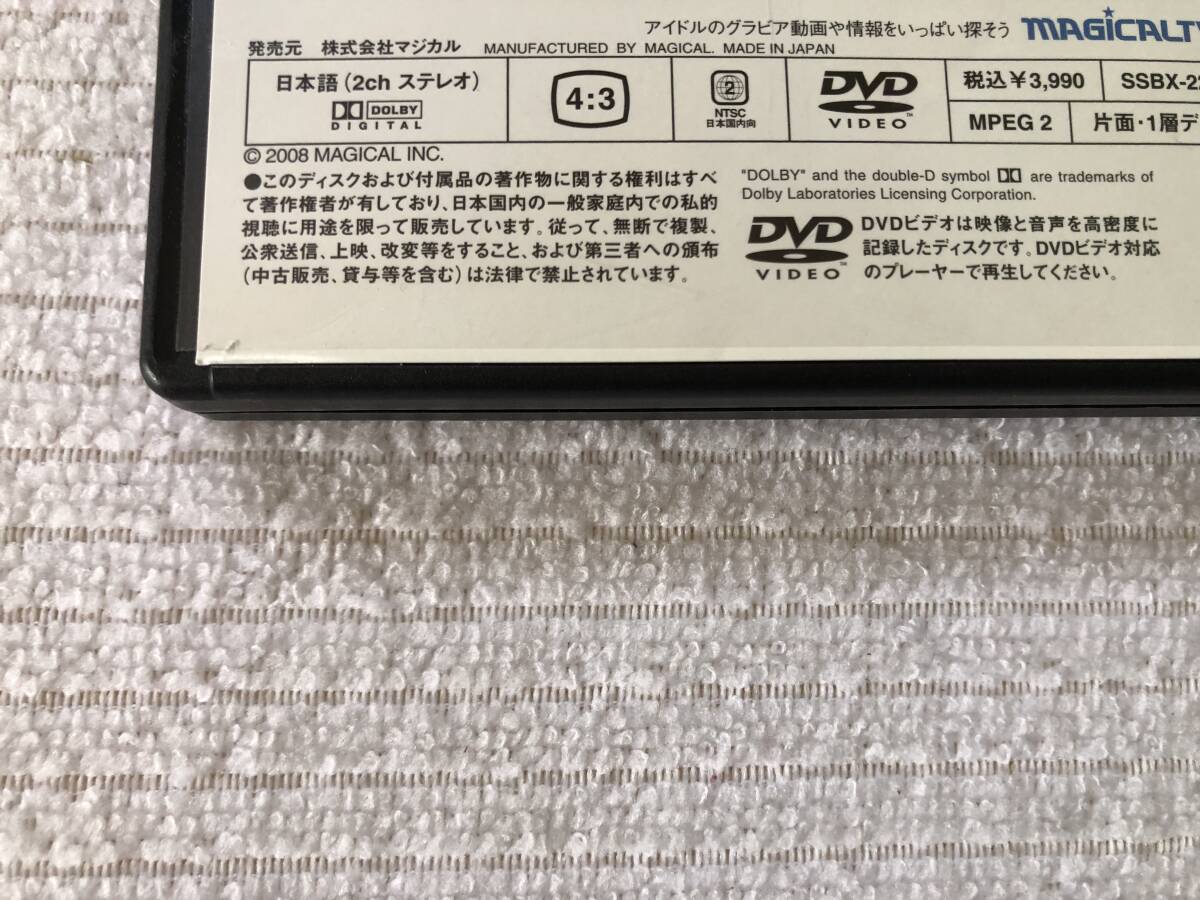 アイドルのグラビア動画や情報をいっぱい探そう MAGiCALTV
発売元 株式会社マジカル MANUFACTURED BY MAGICAL. MADE IN JAPAN
日本語(2ch ステレオ)
DOLBY
DIGITAL
4:3
2
NTSC
日本国内向
DVD
VIDEO
税込¥3,990
SSBX-22
MPEG 2
片面・1層デ
© 2008 MAGICAL INC.
●このディスクおよび付属品の著作物に関する権利はすべ
て著作権者が有しており、日本国内の一般家庭内での私的
視聴に用途を限って販売しています。従って、無断で複製、
公衆送信、上映、改変等をすること、および第三者への頒布
(中古販売、貸与等を含む)は法律で禁止されています。
"DOLBY" and the double-D symbol are trademarks of
Dolby Laboratories Licensing Corporation.
DVD
VIDEO™
DVDビデオは映像と音声を高密度に
記録したディスクです。DVDビデオ対応
のプレーヤーで再生してください。